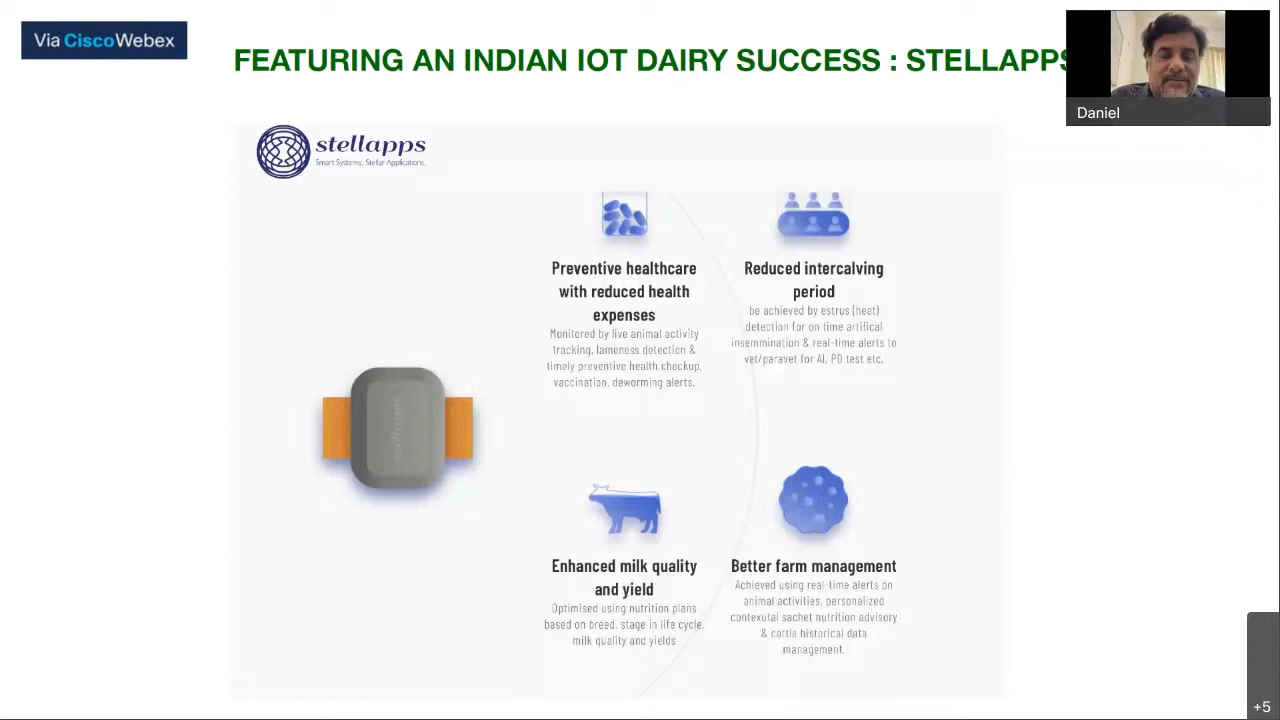 Via Cisco Webex
FEATURING AN INDIAN IOT DAIRY SUCCESS : STELLAPPS
Daniel
stellapps
Smart Systems. Stellar Applications.
Preventive healthcare
with reduced health
expenses
Monitored by live animal activity
tracking, lameness detection &
timely preventive health checkup,
vaccination, deworming alerts.
Reduced intercalving
period
be achieved by estrus (heat)
detection for on time artifical
insemmination & real-time alerts to
vet/paravet for AI, PD test etc.
stellapps
Enhanced milk quality
and yield
Optimised using nutrition plans
based on breed, stage in life cycle,
milk quality and yields
Better farm management
Achieved using real-time alerts on
animal activities, personalized
contexutal sachet nutrition advisory
& cattle historical data
management.
+5